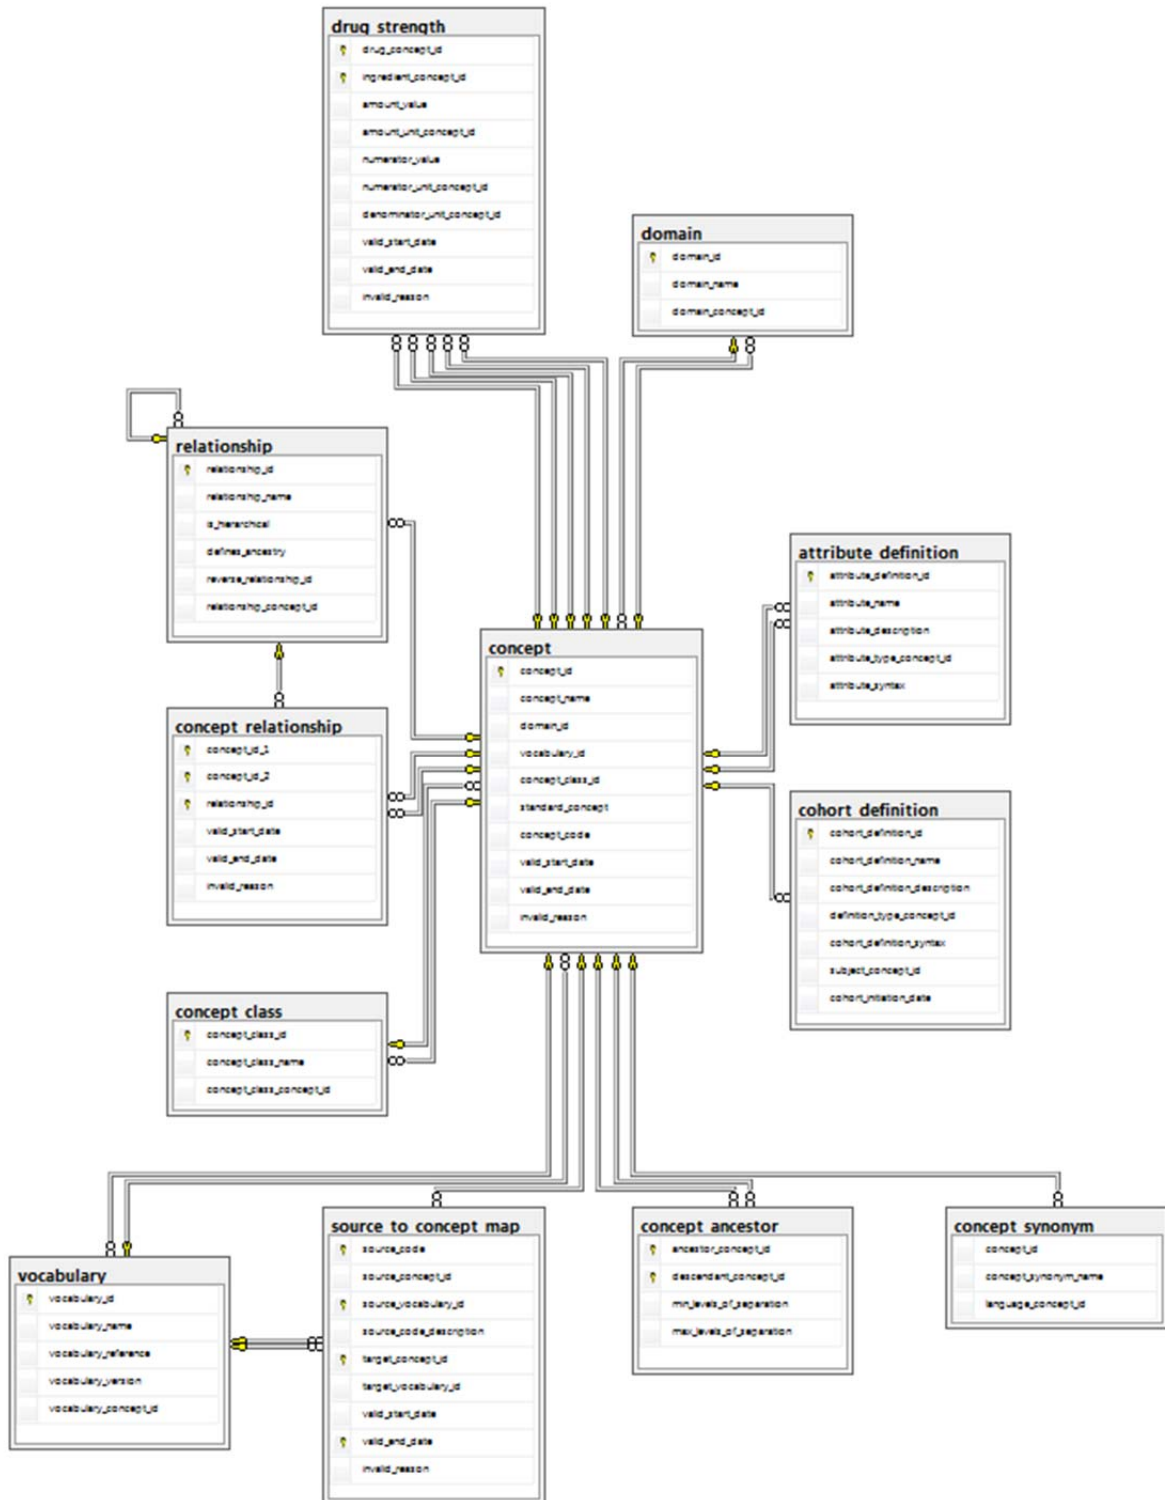 drug_strength
drug_concept_id
ingredient_concept_id
amount_value
amount_unit_concept_id
numerator_value
numerator_unit_concept_id
denominator_unit_concept_id
valid_start_date
valid_end_date
invalid_reason
domain
domain_id
domain_name
domain_concept_id
relationship
relationship_id
relationship_name
is_hierarchical
defines_ancestry
reverse_relationship_id
relationship_concept_id
attribute_definition
attribute_definition_id
attribute_name
attribute_description
attribute_type_concept_id
attribute_syntax
concept
concept_id
concept_name
domain_id
vocabulary_id
concept_class_id
standard_concept
concept_code
valid_start_date
valid_end_date
invalid_reason
concept_relationship
concept_id_1
concept_id_2
relationship_id
valid_start_date
valid_end_date
invalid_reason
cohort_definition
cohort_definition_id
cohort_definition_name
cohort_definition_description
definition_type_concept_id
cohort_definition_syntax
subject_concept_id
cohort_initiation_date
concept_class
concept_class_id
concept_class_name
concept_class_concept_id
vocabulary
vocabulary_id
vocabulary_name
vocabulary_reference
vocabulary_version
vocabulary_concept_id
source_to_concept_map
source_code
source_concept_id
source_vocabulary_id
source_code_description
target_concept_id
target_vocabulary_id
valid_start_date
valid_end_date
invalid_reason
concept_ancestor
ancestor_concept_id
descendant_concept_id
min_levels_of_separation
max_levels_of_separation
concept_synonym
concept_id
concept_synonym_name
language_concept_id